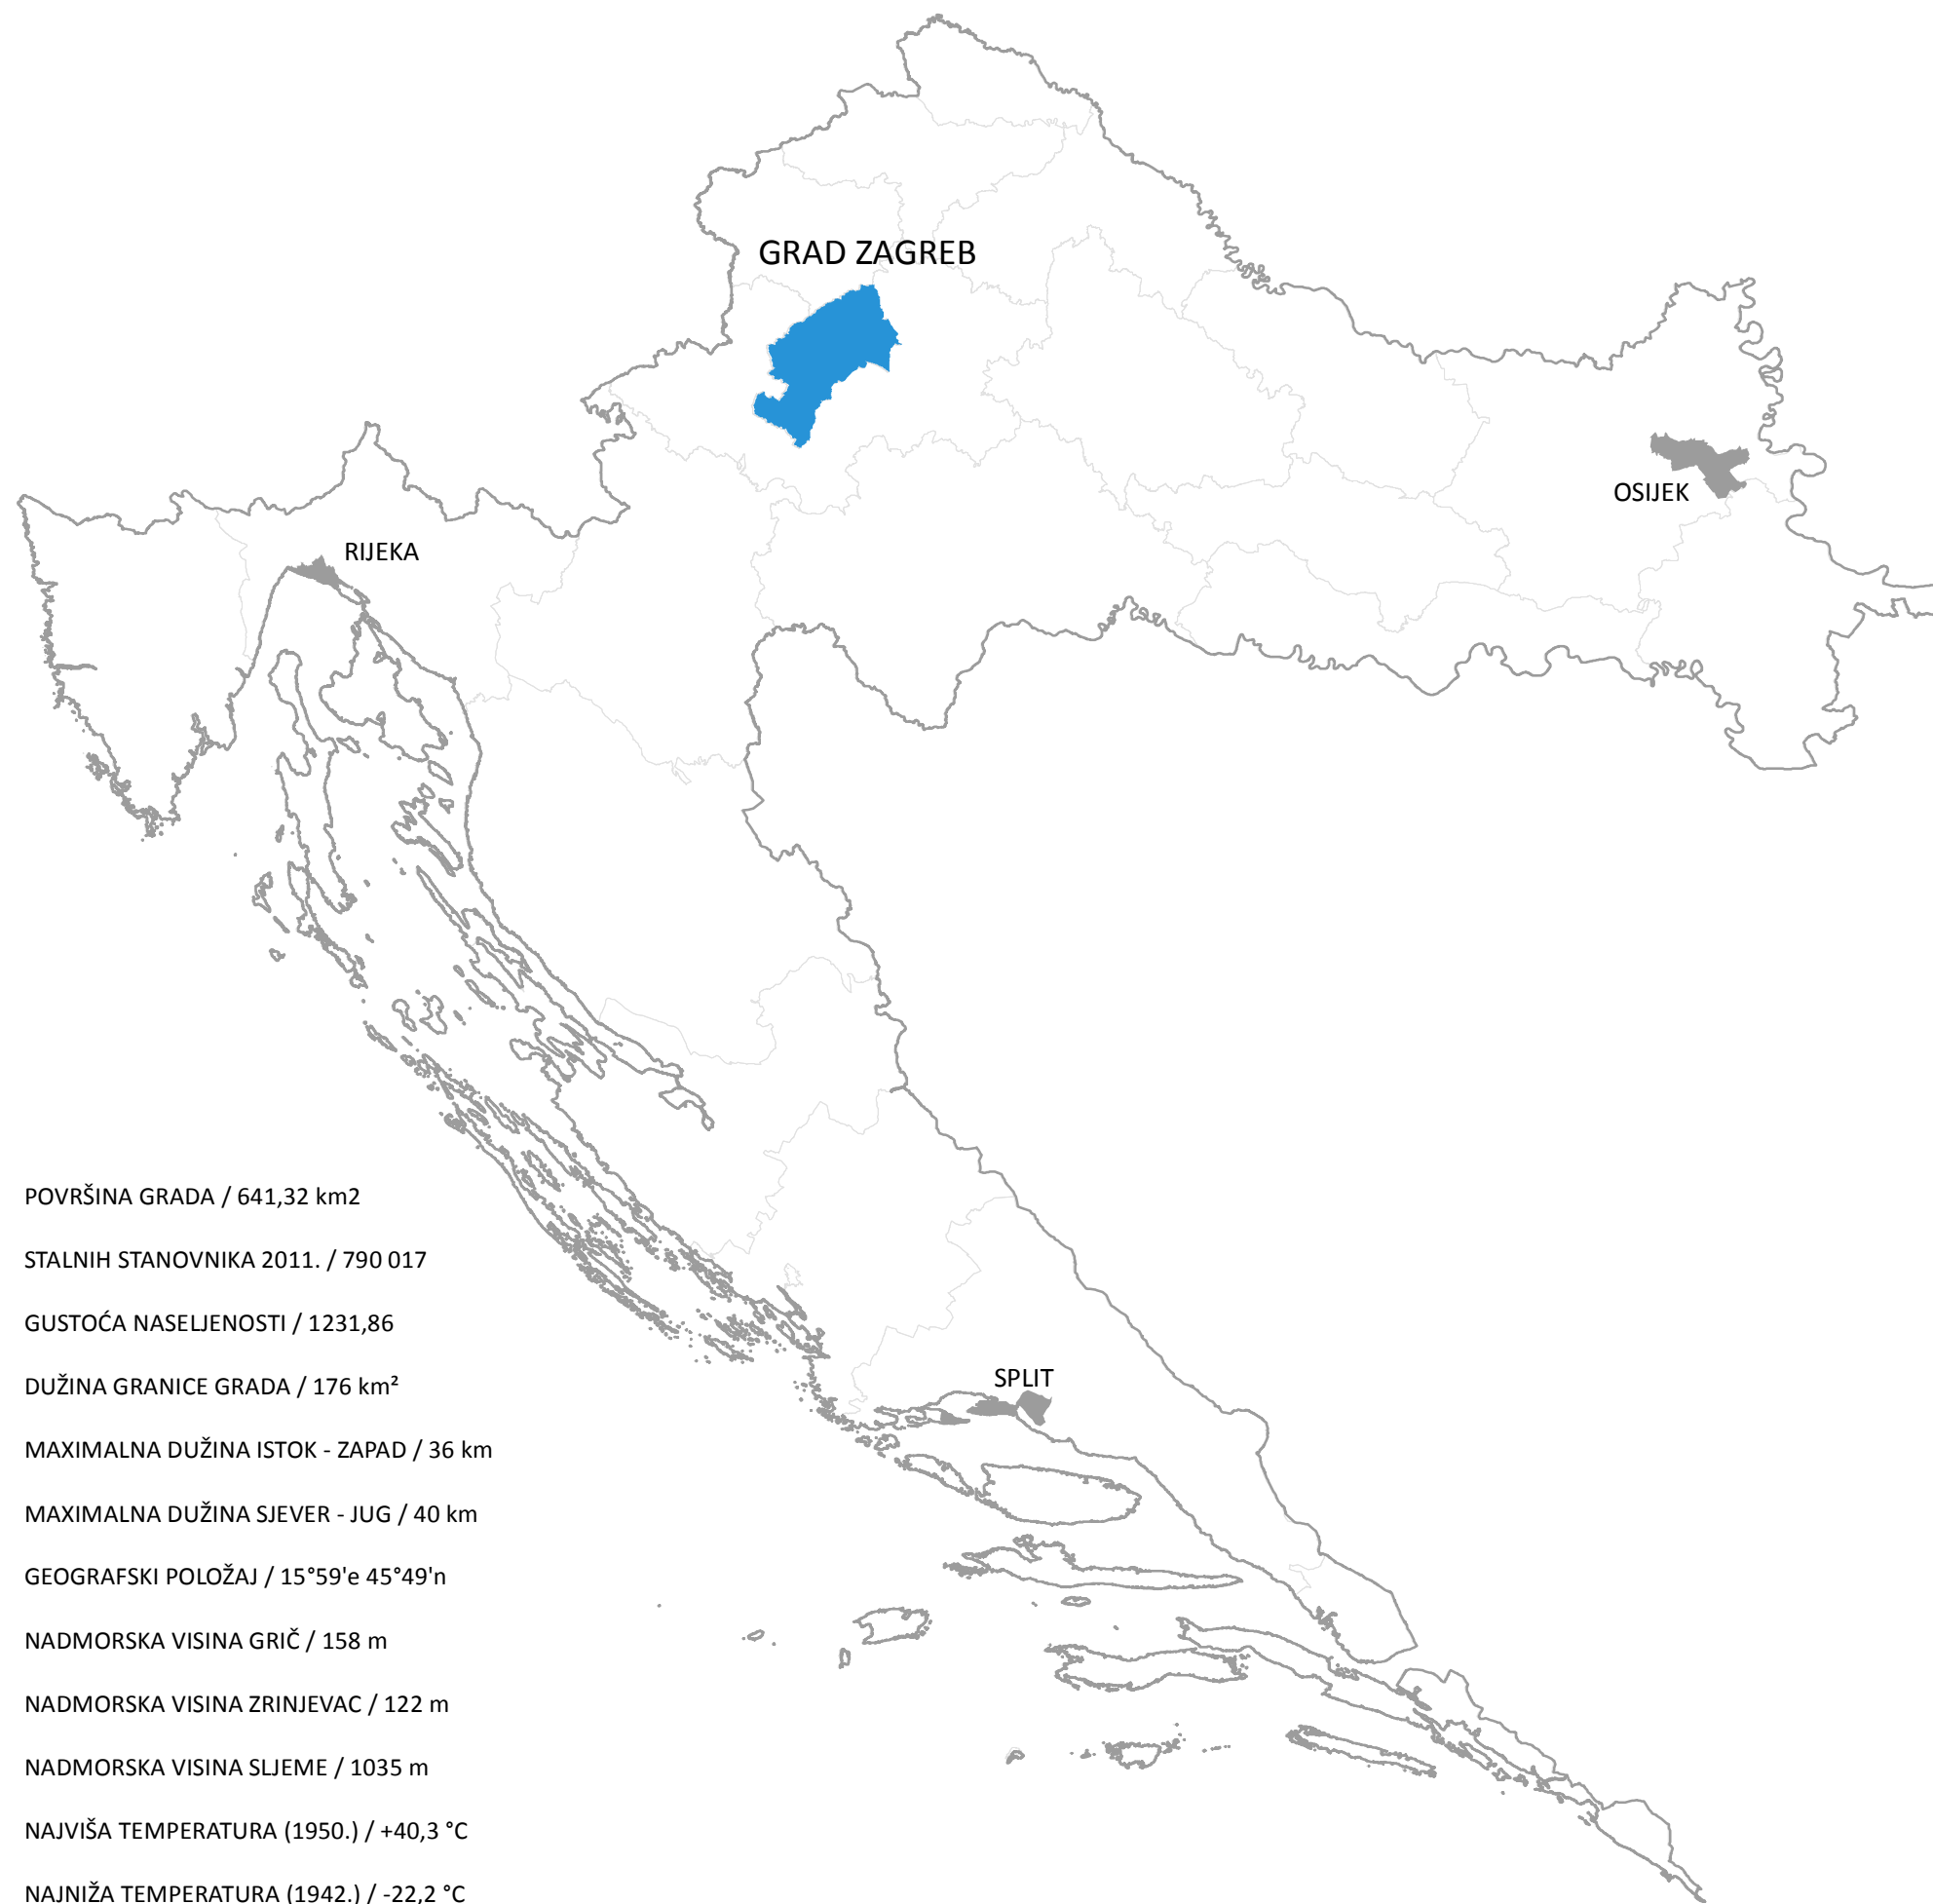 GRAD ZAGREB
OSIJEK
RIJEKA
POVRŠINA GRADA / 641,32 km2
STALNIH STANOVNIKA 2011. / 790 017
GUSTOĆA NASELJENOSTI / 1231,86
SPLIT
DUŽINA GRANICE GRADA / 176 km²
MAXIMALNA DUŽINA ISTOK - ZAPAD / 36 km
MAXIMALNA DUŽINA SJEVER - JUG / 40 km
GEOGRAFSKI POLOŽAJ / 15°59'e 45°49'n
NADMORSKA VISINA GRIČ / 158 m
NADMORSKA VISINA ZRINJEVAC / 122 m
NADMORSKA VISINA SLJEME / 1035 m
NAJVIŠA TEMPERATURA (1950.) / +40,3 °C
NAJNIŽA TEMPERATURA (1942.) / -22,2 °C